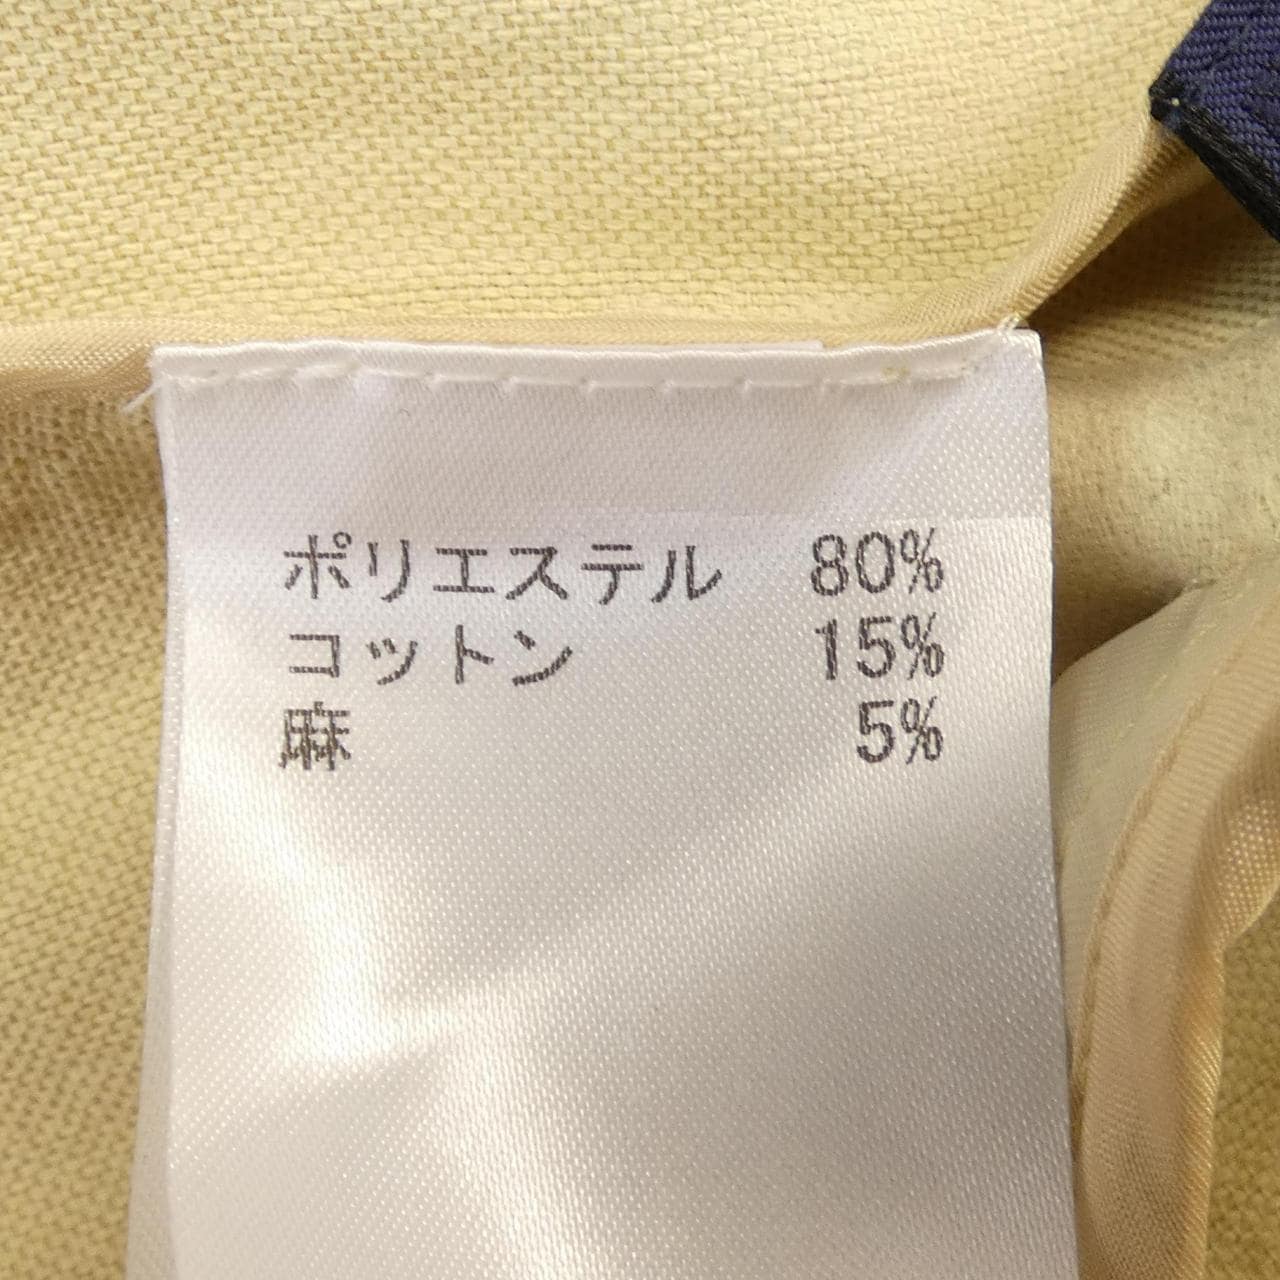 ポリエステル 80%
コットン 15%
麻 5%